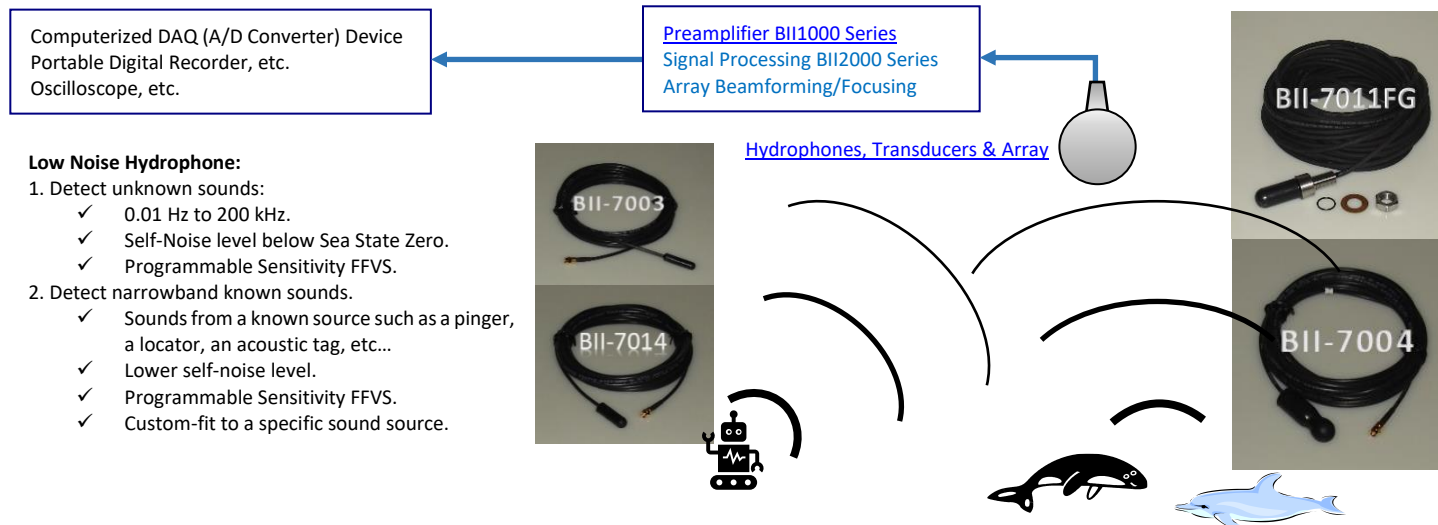 Computerized DAQ (A/D Converter) Device
Portable Digital Recorder, etc.
Oscilloscope, etc.
Preamplifier BII1000 Series
Signal Processing BII2000 Series
Array Beamforming/Focusing
Hydrophones, Transducers & Array
BII-7011FG
Low Noise Hydrophone:
1. Detect unknown sounds:
✓ 0.01 Hz to 200 kHz.
✓ Self-Noise level below Sea State Zero.
✓ Programmable Sensitivity FFVS.
2. Detect narrowband known sounds.
✓ Sounds from a known source such as a pinger,
a locator, an acoustic tag, etc…
✓ Lower self-noise level.
✓ Programmable Sensitivity FFVS.
✓ Custom-fit to a specific sound source.
BII-7003
BII-7014
BII-7004